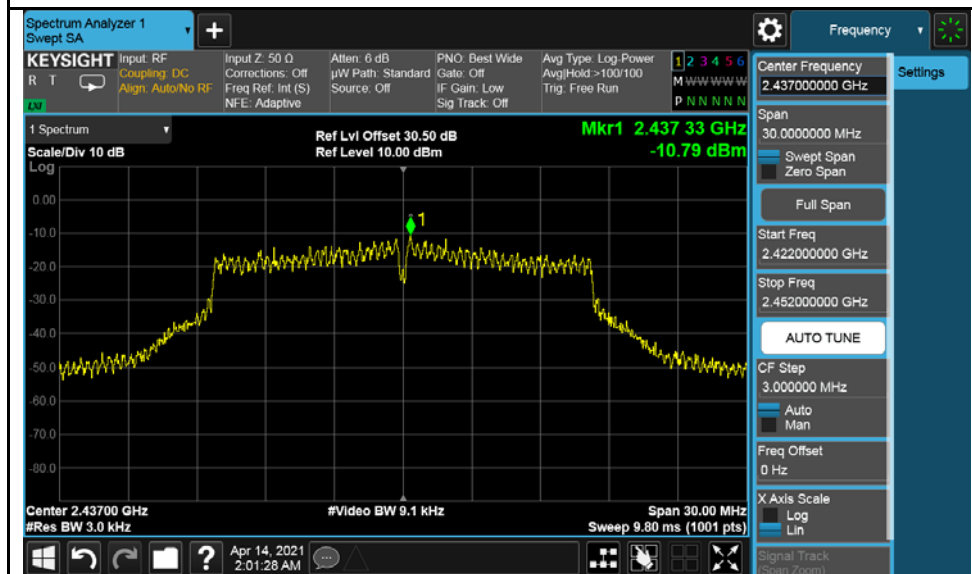 Spectrum Analyzer 1
Swept SA
+
Frequency
KEYSIGHT
R T
LXI
Input: RF
Coupling: DC
Align: Auto/No RF
Input Z: 50 Ω
Corrections: Off
Freq Ref: Int (S)
NFE: Adaptive
Atten: 6 dB
µW Path: Standard
Source: Off
PNO: Best Wide
Gate: Off
IF Gain: Low
Sig Track: Off
Avg Type: Log-Power
Avg|Hold:>100/100
Trig: Free Run
1 2 3 4 5 6
M W W W W W
P N N N N N
1 Spectrum
Scale/Div 10 dB
Log
Ref Lvl Offset 30.50 dB
Ref Level 10.00 dBm
Mkr1 2.437 33 GHz
-10.79 dBm
1
0.00
-10.0
-20.0
-30.0
-40.0
-50.0
-60.0
-70.0
-80.0
Center 2.43700 GHz
#Video BW 9.1 kHz
Span 30.00 MHz
#Res BW 3.0 kHz
Sweep 9.80 ms (1001 pts)
?
Apr 14, 2021
2:01:28 AM
Center Frequency
2.437000000 GHz
Settings
Span
30.0000000 MHz
Swept Span
Zero Span
Full Span
Start Freq
2.422000000 GHz
Stop Freq
2.452000000 GHz
AUTO TUNE
CF Step
3.000000 MHz
Auto
Man
Freq Offset
0 Hz
X Axis Scale
Log
Lin
Signal Track
(Span Zoom)